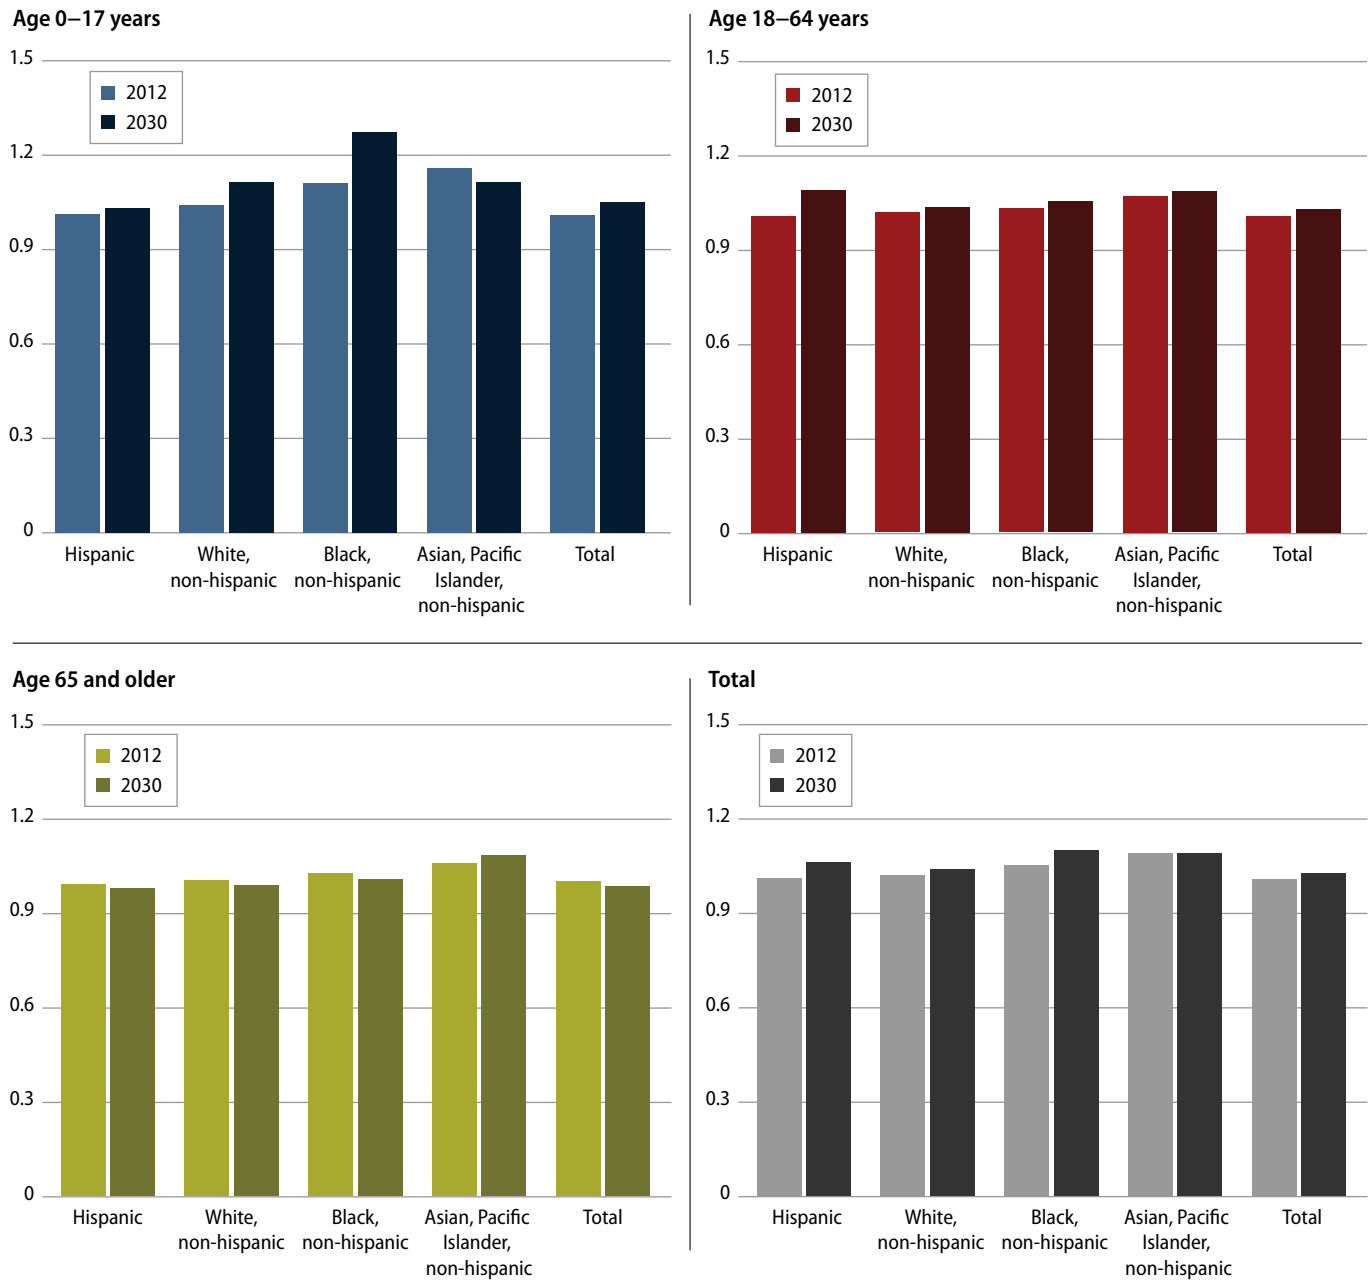 Age 0–17 years
1.5
1.2
0.9
0.6
0.3
0
2012
2030
Hispanic
White,
non-hispanic
Black,
non-hispanic
Asian, Pacific
Islander,
non-hispanic
Total
Age 18–64 years
1.5
1.2
0.9
0.6
0.3
0
2012
2030
Hispanic
White,
non-hispanic
Black,
non-hispanic
Asian, Pacific
Islander,
non-hispanic
Total
Age 65 and older
1.5
1.2
0.9
0.6
0.3
0
2012
2030
Hispanic
White,
non-hispanic
Black,
non-hispanic
Asian, Pacific
Islander,
non-hispanic
Total
Total
1.5
1.2
0.9
0.6
0.3
0
2012
2030
Hispanic
White,
non-hispanic
Black,
non-hispanic
Asian, Pacific
Islander,
non-hispanic
Total